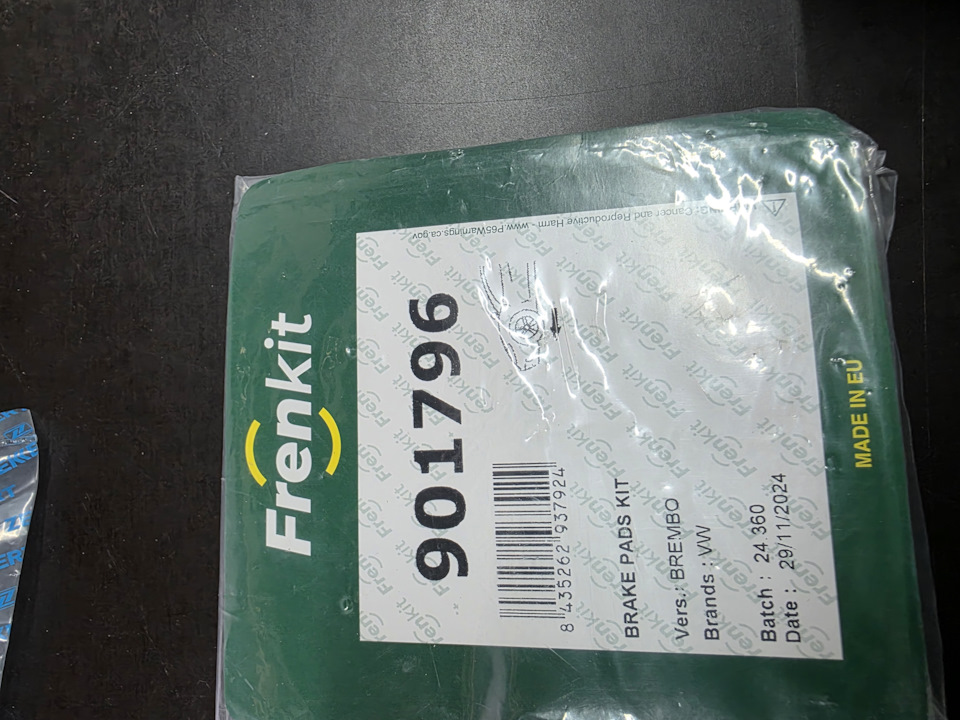 Frenkit
901796
8 435262 937924
BRAKE PADS KIT
Vers.: BREMBO
Brands : VW
Batch : 24.360
Date : 29/11/2024
MADE IN EU
Cancer and Reproductive Harm - www.P65Warnings.ca.gov